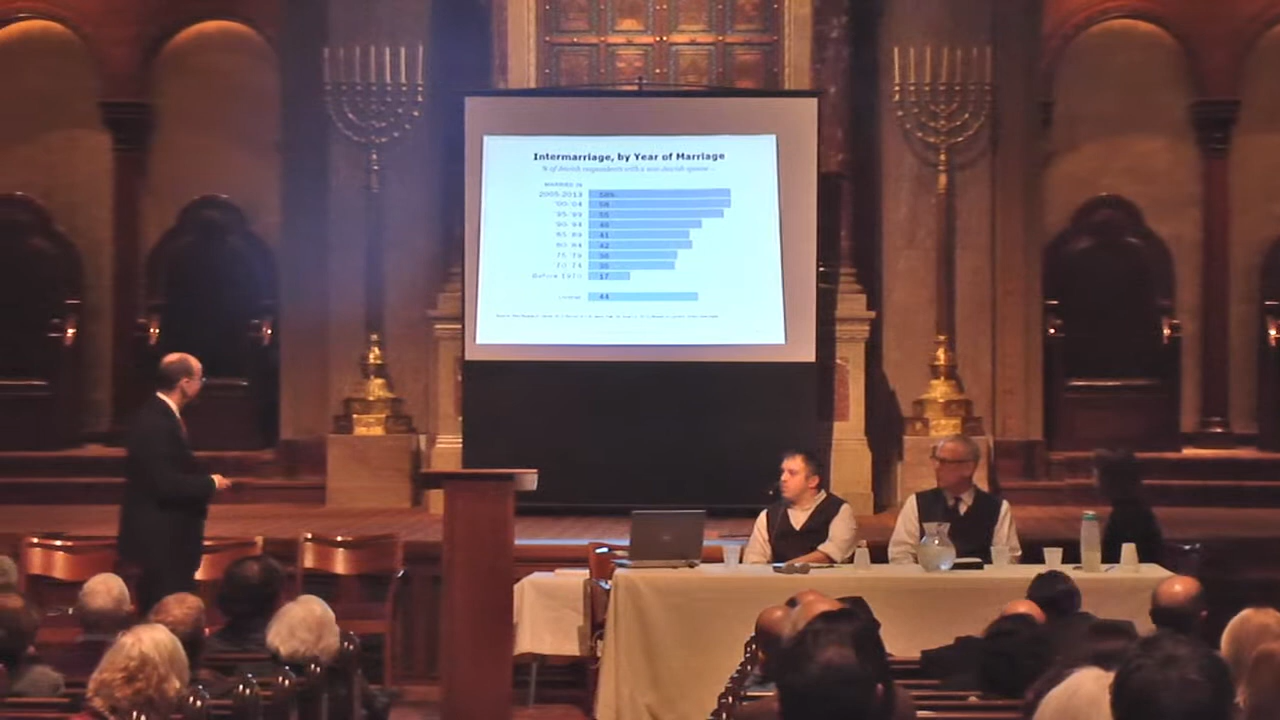 Intermarriage, by Year of Marriage
% of Jewish respondents with a non-Jewish spouse
MARRIED IN
2005-2013 58%
'00-'04 58
'95-'99 55
'90-'94 46
'85-'89 41
'80-'84 42
'75-'79 36
'70-'74 35
Before 1970 17
44